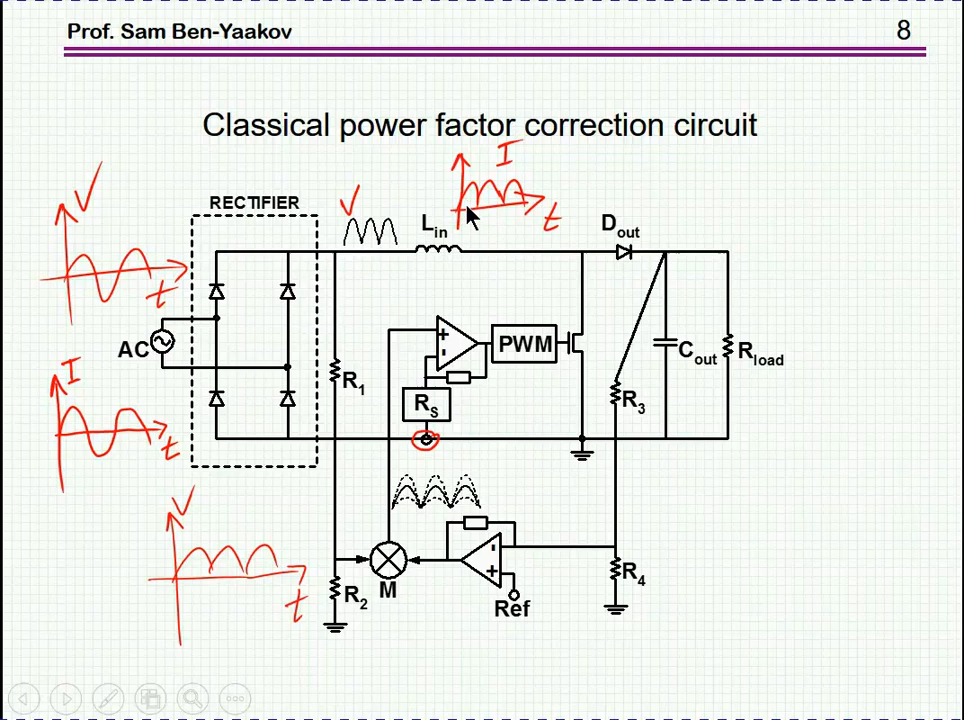 Prof. Sam Ben-Yaakov
8
Classical power factor correction circuit
I
V
RECTIFIER
V
t
Lin
Dout
t
AC
PWM
Cout
Rload
I
R1
RS
R3
t
V
M
R2
t
Ref
R4
+
-
-
+